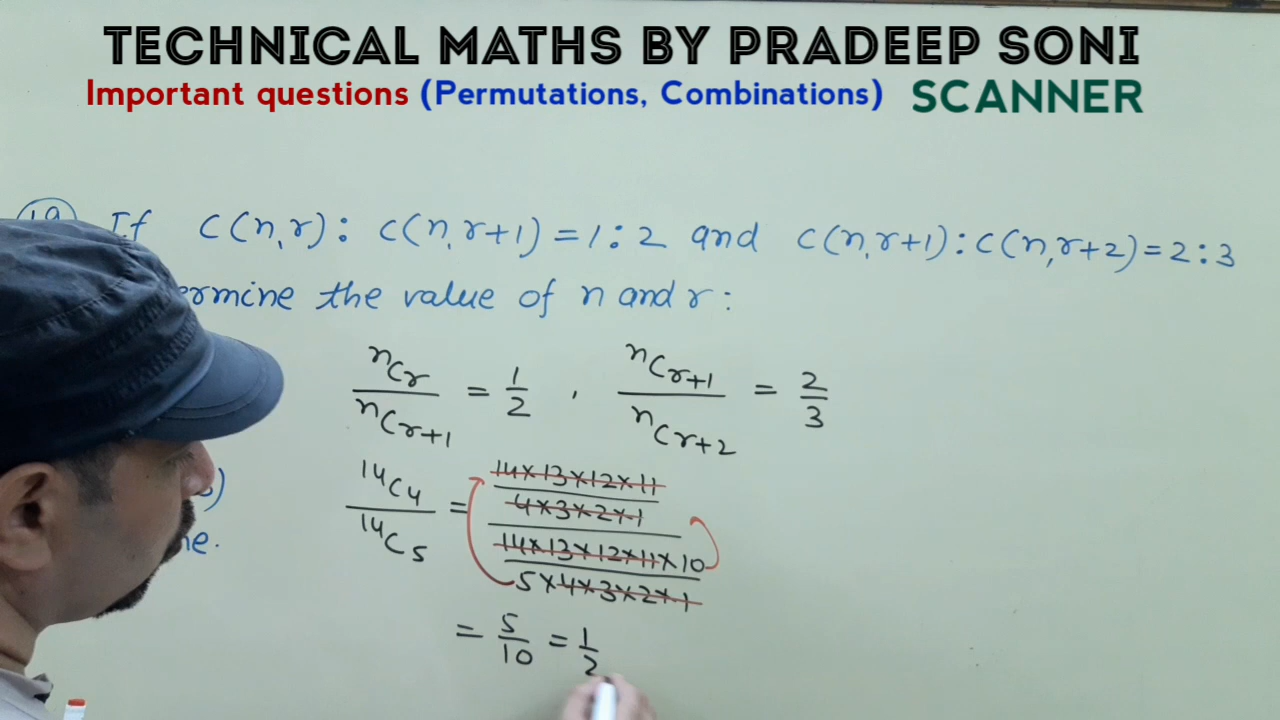 TECHNICAL MATHS BY PRADEEP SONI
Important questions (Permutations, Combinations) SCANNER
If C(n,r): C(n,r+1)=1:2 and C(n,r+1):C(n,r+2)=2:3
the value of n and r:
nCr/nCr+1 = 1/2 , nCr+1/nCr+2 = 2/3
14C4/14C5 = (14×13×12×11/4×3×2×1)/(14×13×12×11×10/5×4×3×2×1)
= 5/10 = 1/2